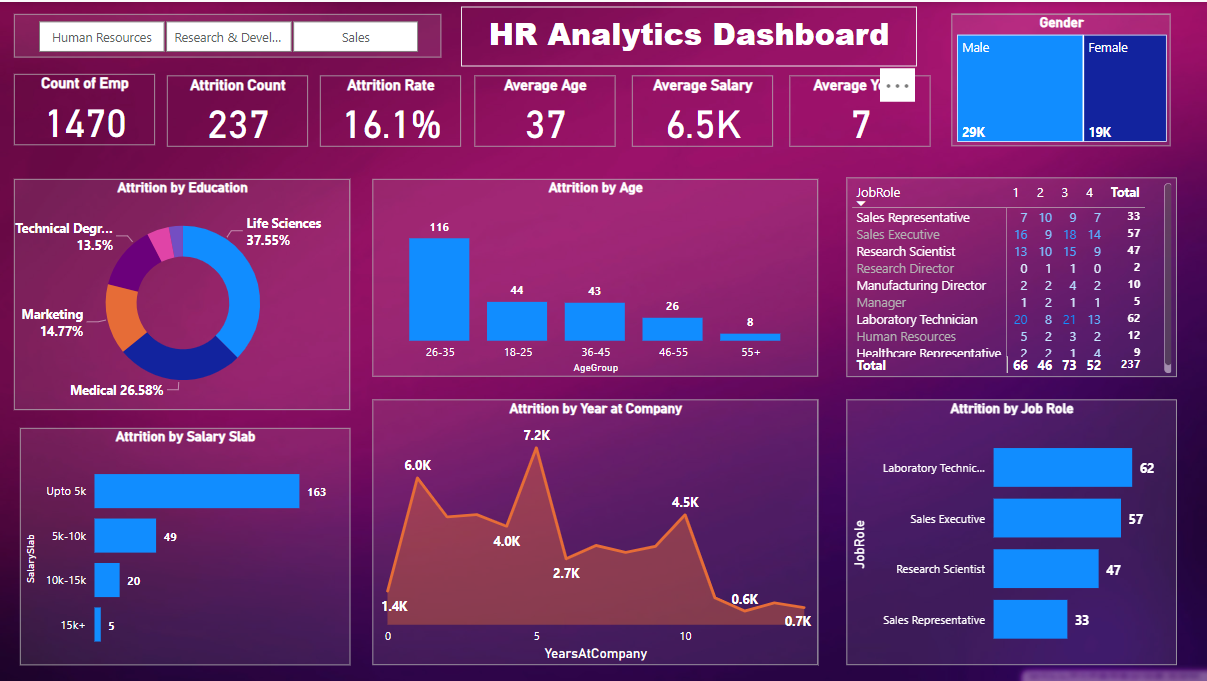 Human Resources
Research & Devel...
Sales
HR Analytics Dashboard
Gender
Male
Female
29K
19K
Count of Emp
1470
Attrition Count
237
Attrition Rate
16.1%
Average Age
37
Average Salary
6.5K
Average
7
Attrition by Education
Life Sciences
37.55%
Technical Degr...
13.5%
Marketing
14.77%
Medical 26.58%
Attrition by Age
116
44
43
26
8
26-35 18-25 36-45 46-55 55+
AgeGroup
JobRole 1 2 3 4 Total
Sales Representative 7 10 9 7 33
Sales Executive 16 9 18 14 57
Research Scientist 13 10 15 9 47
Research Director 0 1 1 0 2
Manufacturing Director 2 2 4 2 10
Manager 1 2 1 1 5
Laboratory Technician 20 8 21 13 62
Human Resources 5 2 3 2 12
Healthcare Representative 2 2 1 4 9
Total 66 46 73 52 237
Attrition by Salary Slab
SalarySlab
Upto 5k 163
5k-10k 49
10k-15k 20
15k+ 5
Attrition by Year at Company
7.2K
6.0K
4.5K
4.0K
2.7K
1.4K
0.6K
0.7K
0 5 10
YearsAtCompany
Attrition by Job Role
JobRole
Laboratory Technic... 62
Sales Executive 57
Research Scientist 47
Sales Representative 33